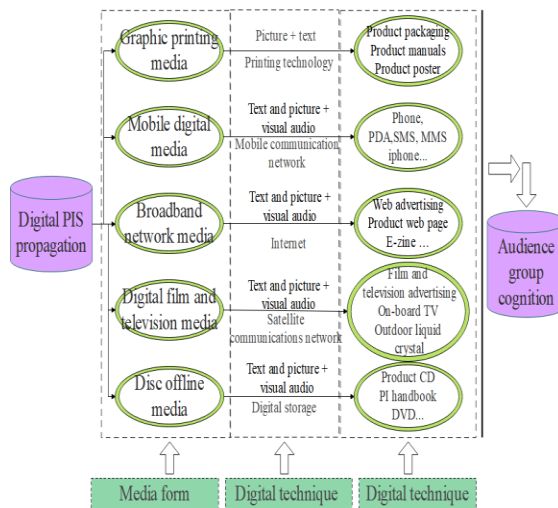 Digital PIS
propagation
Graphic printing
media
Picture + text
Printing technology
Product packaging
Product manuals
Product poster
Mobile digital
media
Text and picture +
visual audio
Mobile communication
network
Phone,
PDA,SMS, MMS
iphone...
Broadband
network media
Text and picture +
visual audio
Internet
Web advertising
Product web page
E-zine ...
Digital film and
television media
Text and picture +
visual audio
Satellite
communications network
Film and
television advertising
On-board TV
Outdoor liquid
crystal
Disc offline
media
Text and picture +
visual audio
Digital storage
Product CD
PI handbook
DVD...
Audience
group
cognition
Media form
Digital technique
Digital technique